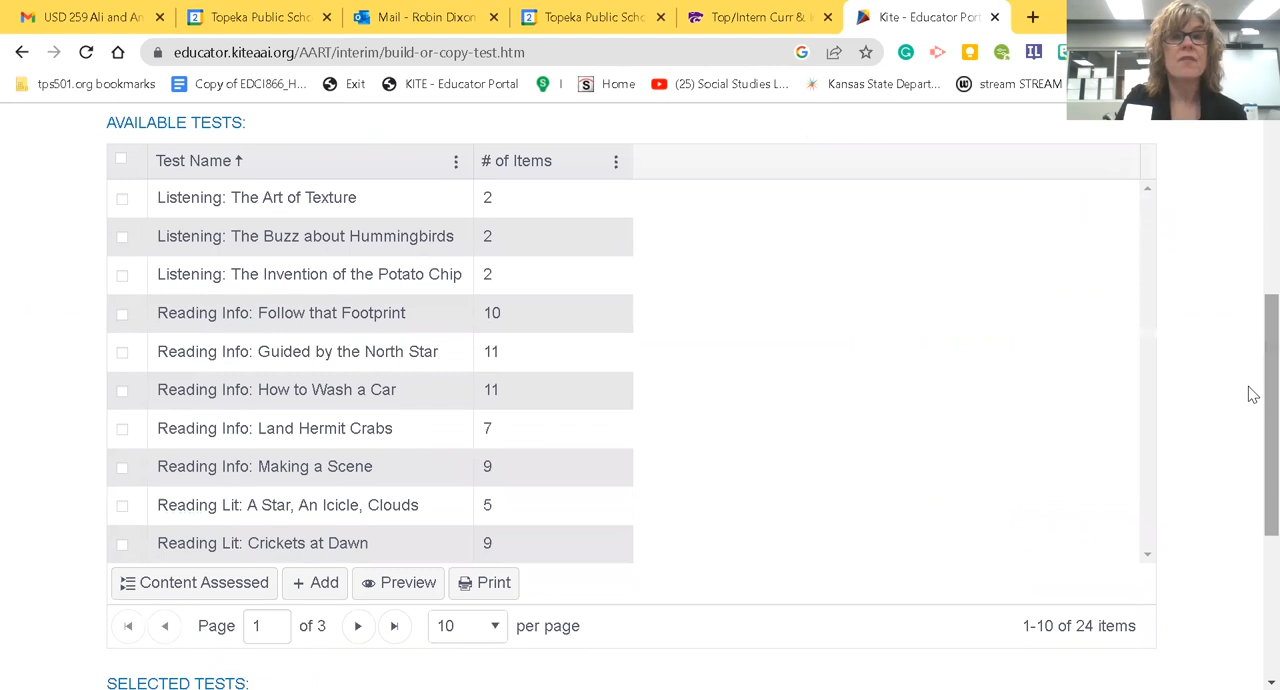 USD 259 Ali and An
Topeka Public Scho
Mail - Robin Dixon
Topeka Public Scho
Top/Intern Curr & I
Kite - Educator Port
educator.kiteaai.org/AART/interim/build-or-copy-test.htm
tps501.org bookmarks
Copy of EDCI866_H...
Exit
KITE - Educator Portal
I
Home
(25) Social Studies L...
Kansas State Depart...
stream STREAM
AVAILABLE TESTS:
Test Name # of Items
Listening: The Art of Texture 2
Listening: The Buzz about Hummingbirds 2
Listening: The Invention of the Potato Chip 2
Reading Info: Follow that Footprint 10
Reading Info: Guided by the North Star 11
Reading Info: How to Wash a Car 11
Reading Info: Land Hermit Crabs 7
Reading Info: Making a Scene 9
Reading Lit: A Star, An Icicle, Clouds 5
Reading Lit: Crickets at Dawn 9
Content Assessed + Add Preview Print
Page 1 of 3 10 per page 1-10 of 24 items
SELECTED TESTS: